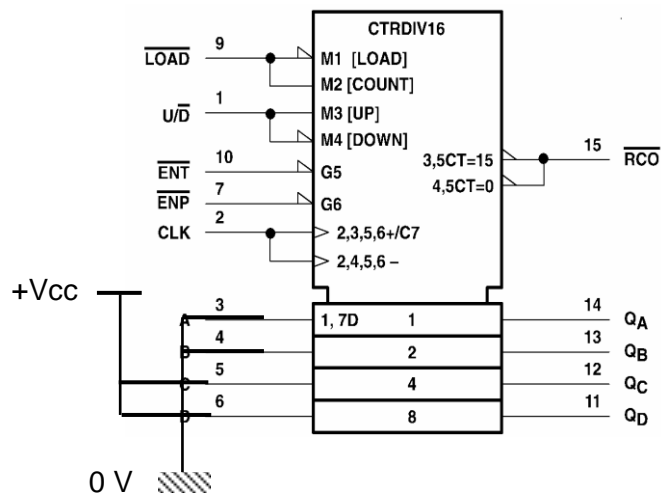 CTRDIV16
9
LOAD
M1 [LOAD]
M2 [COUNT]
1
U/D
M3 [UP]
M4 [DOWN]
10
ENT
G5
7
ENP
G6
2
CLK
2,3,5,6+/C7
2,4,5,6 –
3,5CT=15
4,5CT=0
15
RCO
+Vcc
3
A
1, 7D
1
14
QA
4
B
2
13
QB
5
C
4
12
QC
6
D
8
11
QD
0 V